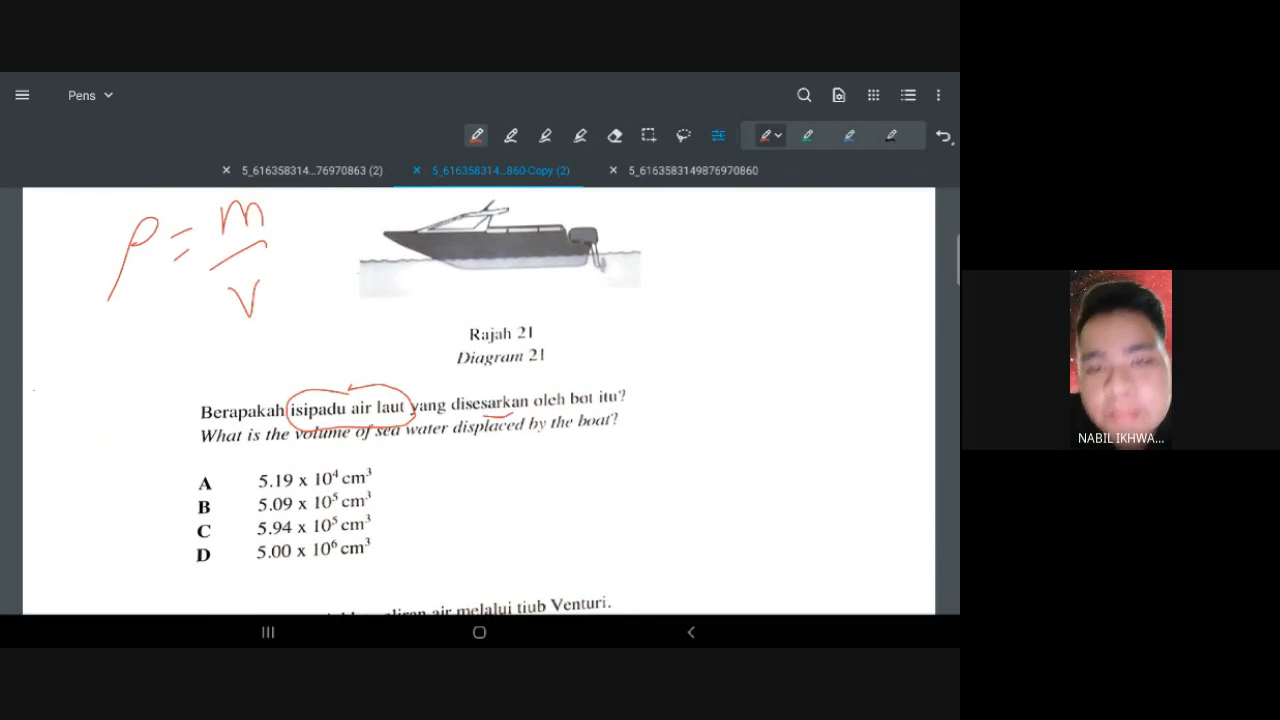 Pens
5_616358314...76970863 (2)
5_616358314...860-Copy (2)
5_6163583149876970860
ρ = m
v
Rajah 21
Diagram 21
Berapakah isipadu air laut yang disesarkan oleh bot itu?
What is the volume of sea water displaced by the boat?
A 5.19 x 10⁴ cm³
B 5.09 x 10⁵ cm³
C 5.94 x 10⁵ cm³
D 5.00 x 10⁶ cm³
air melalui tiub Venturi.
NABIL IKHWA...